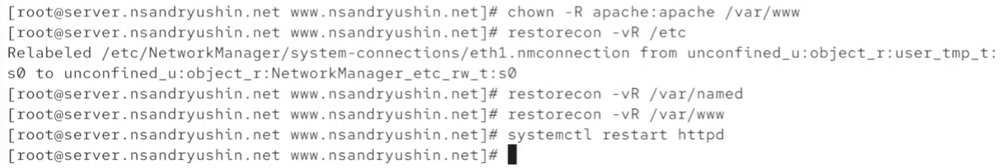 [root@server.nsandryushin.net www.nsandryushin.net]# chown -R apache:apache /var/www
[root@server.nsandryushin.net www.nsandryushin.net]# restorecon -vR /etc
Relabeled /etc/NetworkManager/system-connections/eth1.nmconnection from unconfined_u:object_r:user_tmp_t:
s0 to unconfined_u:object_r:NetworkManager_etc_rw_t:s0
[root@server.nsandryushin.net www.nsandryushin.net]# restorecon -vR /var/named
[root@server.nsandryushin.net www.nsandryushin.net]# restorecon -vR /var/www
[root@server.nsandryushin.net www.nsandryushin.net]# systemctl restart httpd
[root@server.nsandryushin.net www.nsandryushin.net]#